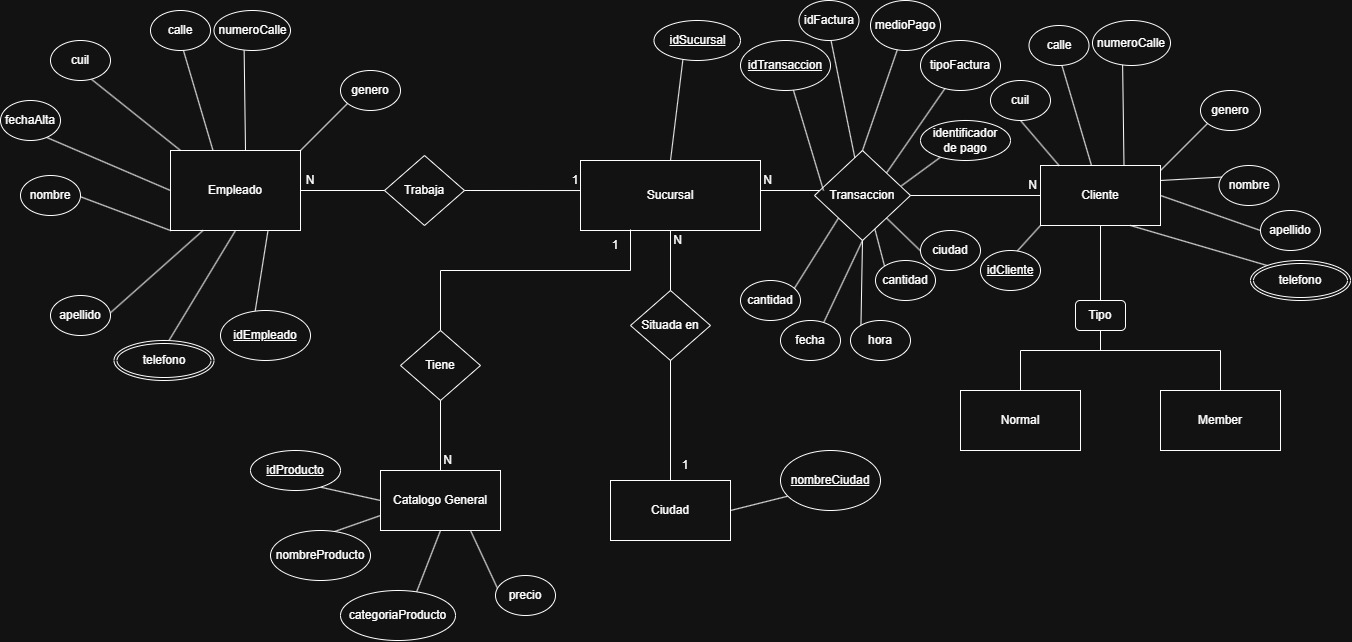 idFactura
medioPago
calle
numeroCalle
calle
numeroCalle
idSucursal
cuil
idTransaccion
tipoFactura
genero
cuil
genero
fechaAlta
identificador
de pago
N
Trabaja
1
Sucursal
N
Transaccion
N
Cliente
nombre
Empleado
nombre
apellido
1
N
ciudad
idCliente
cantidad
telefono
cantidad
apellido
idEmpleado
Situada en
fecha
hora
Tipo
telefono
Tiene
Normal
Member
N
1
idProducto
nombreCiudad
Catalogo General
Ciudad
nombreProducto
precio
categoriaProducto